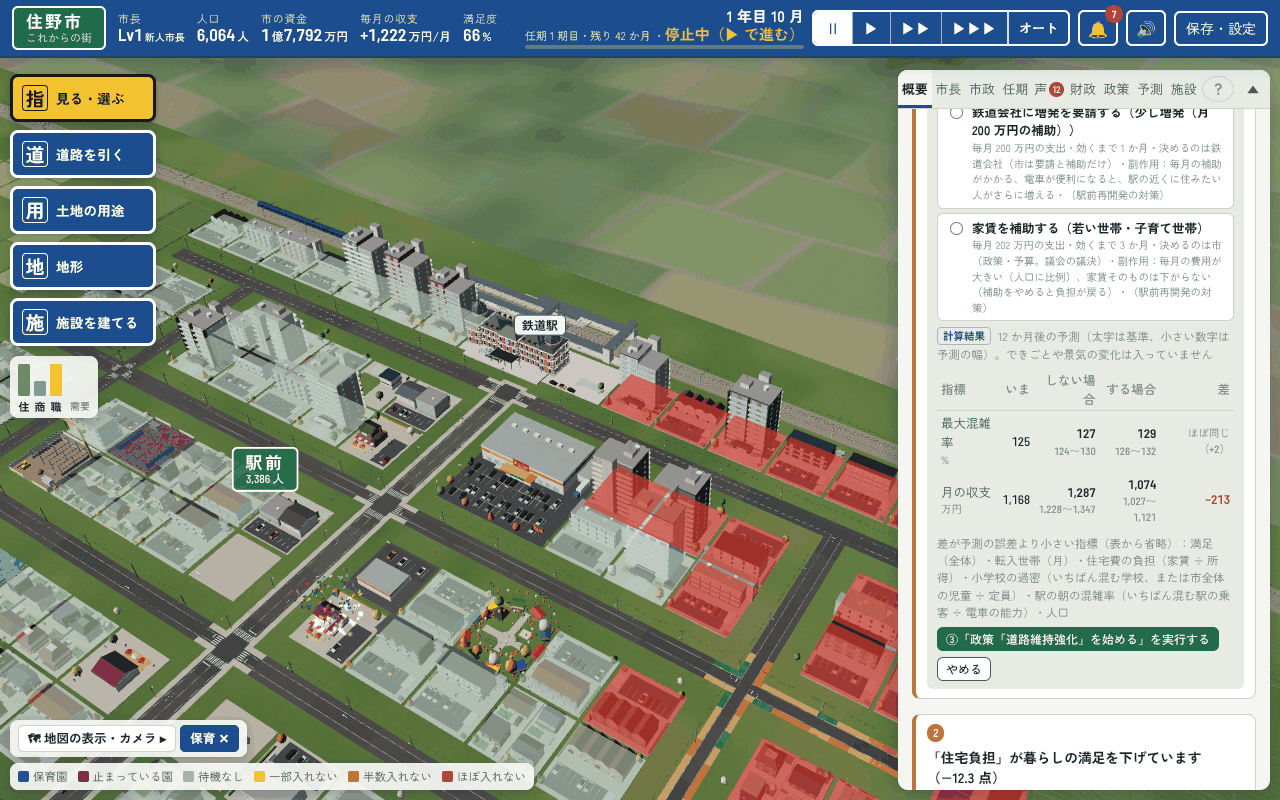 住野市
これからの街
市長
Lv1 新人市長
人口
6,064人
市の資金
1億7,792万円
毎月の収支
+1,222万円/月
満足度
66%
1年目10月
任期1期目・残り 42 か月 ・停止中（▶ で進む）
オート
7
保存・設定
指 見る・選ぶ
道 道路を引く
用 土地の用途
地 地形
施 施設を建てる
住 商 職 需要
鉄道駅
駅前
3,386人
概要 市長 市政 任期 声 12 財政 政策 予測 施設 ? ▲
鉄道会社に増発を要請する（少し増発（月
200 万円の補助））
毎月 200 万円の支出・効くまで 1 か月・決めるのは鉄
道会社（市は要請と補助だけ）・副作用：毎月の補助
がかかる、電車が便利になると、駅の近くに住みたい
人がさらに増える・（駅前再開発の対策）
家賃を補助する（若い世帯・子育て世帯）
毎月 202 万円の支出・効くまで 3 か月・決めるのは市
（政策・予算。議会の議決）・副作用：毎月の費用が
大きい（人口に比例）、家賃そのものは下がらない
（補助をやめると負担が戻る）・（駅前再開発の対
策）
計算結果 12 か月後の予測（太字は基準、小さい数字は
予測の幅）。できごとや景気の変化は入っていません
指標 いま しない場合 する場合 差
最大混雑率 % 125 127 124〜130 129 126〜132 ほぼ同じ（+2）
月の収支 万円 1,168 1,287 1,228〜1,347 1,074 1,027〜1,121 −213
差が予測の誤差より小さい指標（表から省略）：満足
（全体）・転入世帯（月）・住宅費の負担（家賃 ÷ 所
得）・小学校の過密（いちばん混む学校、または市全体
の児童 ÷ 定員）・駅の朝の混雑率（いちばん混む駅の乗
客 ÷ 電車の能力）・人口
③「政策「道路維持強化」を始める」を実行する
やめる
2
「住宅負担」が暮らしの満足を下げています
（−12.3 点）
地図の表示・カメラ ▸
保育 ✕
保育園 止まっている園 待機なし 一部入れない 半数入れない ほぼ入れない